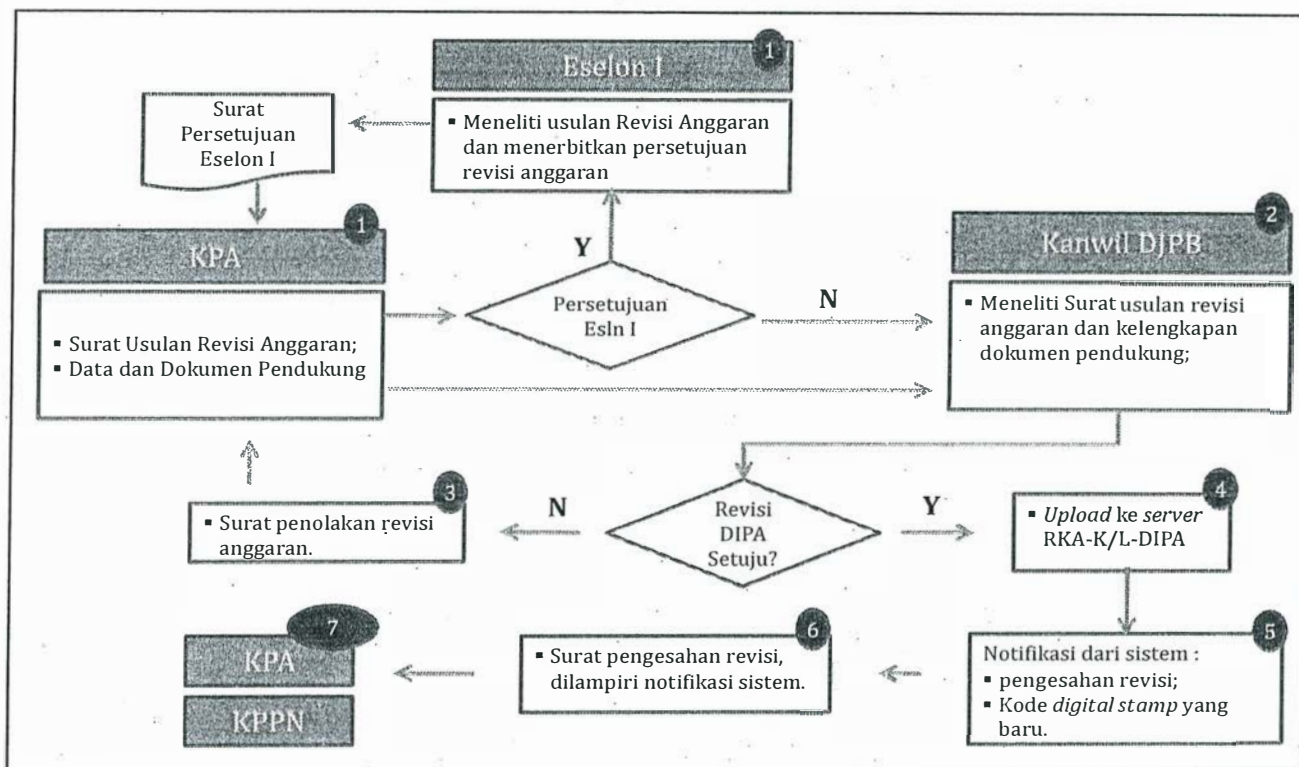 1
Eselon I
▪ Meneliti usulan Revisi Anggaran
dan menerbitkan persetujuan
revisi anggaran
Surat
Persetujuan
Eselon I
1
KPA
▪ Surat Usulan Revisi Anggaran;
▪ Data dan Dokumen Pendukung
Y
Persetujuan
Esln I
N
2
Kanwil DJPB
▪ Meneliti Surat usulan revisi
anggaran dan kelengkapan
dokumen pendukung;
3
▪ Surat penolakan revisi
anggaran.
N
Revisi
DIPA
Setuju?
Y
4
▪ Upload ke server
RKA-K/L-DIPA
5
Notifikasi dari sistem :
▪ pengesahan revisi;
▪ Kode digital stamp yang
baru.
6
▪ Surat pengesahan revisi,
dilampiri notifikasi sistem.
7
KPA
KPPN